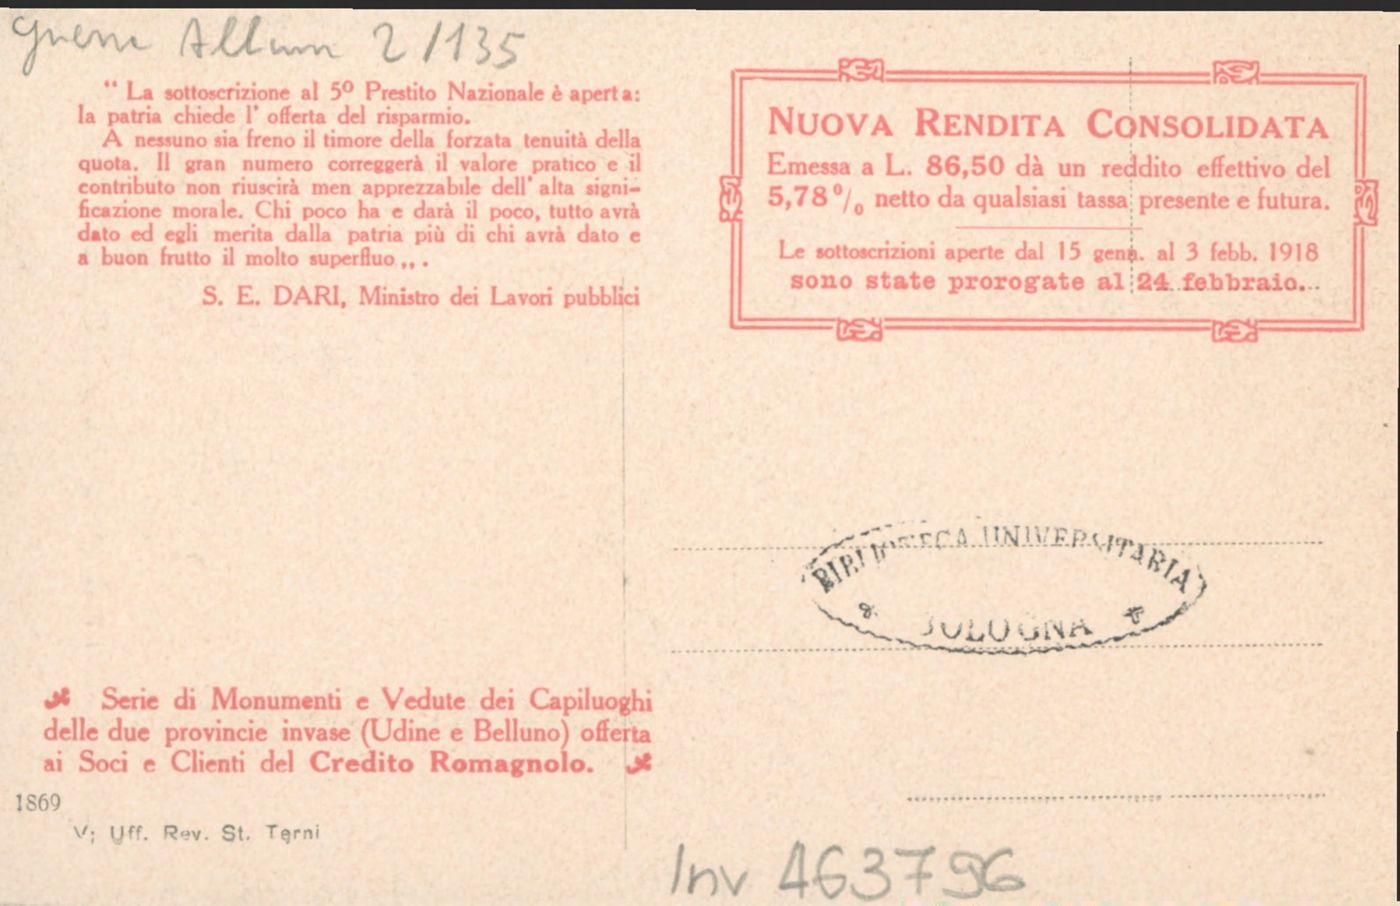 Guerra Album 2/135
“ La sottoscrizione al 5º Prestito Nazionale è aperta:
la patria chiede l' offerta del risparmio.
A nessuno sia freno il timore della forzata tenuità della
quota. Il gran numero correggerà il valore pratico e il
contributo non riuscirà men apprezzabile dell' alta signi-
ficazione morale. Chi poco ha e darà il poco, tutto avrà
dato ed egli merita dalla patria più di chi avrà dato e
a buon frutto il molto superfluo „ .
S. E. DARI, Ministro dei Lavori pubblici
NUOVA RENDITA CONSOLIDATA
Emessa a L. 86,50 dà un reddito effettivo del
5,78 % netto da qualsiasi tassa presente e futura.
Le sottoscrizioni aperte dal 15 genn. al 3 febb. 1918
sono state prorogate al 24 febbraio.
BIBLIOTECA UNIVERSITARIA
BOLOGNA
Serie di Monumenti e Vedute dei Capiluoghi
delle due provincie invase (Udine e Belluno) offerta
ai Soci e Clienti del Credito Romagnolo.
1869
V; Uff. Rev. St. Terni
Inv 463796